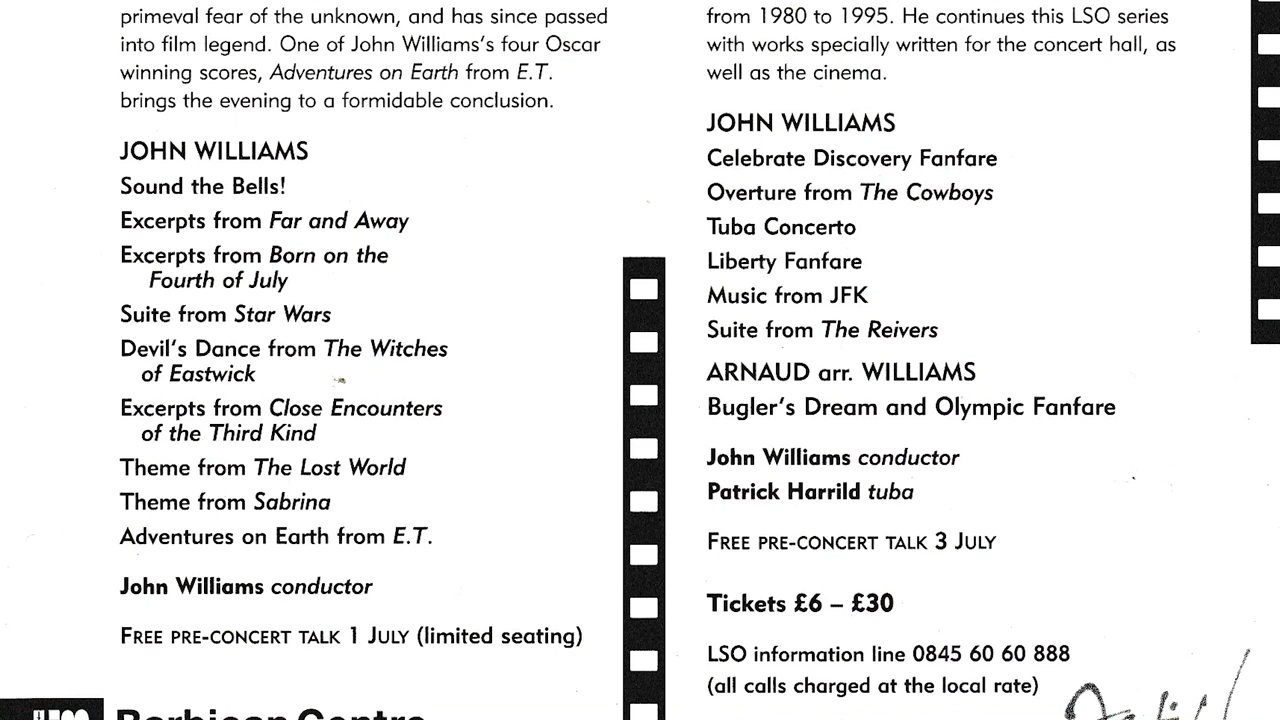 primeval fear of the unknown, and has since passed
into film legend. One of John Williams's four Oscar
winning scores, Adventures on Earth from E.T.
brings the evening to a formidable conclusion.
JOHN WILLIAMS
Sound the Bells!
Excerpts from Far and Away
Excerpts from Born on the
Fourth of July
Suite from Star Wars
Devil's Dance from The Witches
of Eastwick
Excerpts from Close Encounters
of the Third Kind
Theme from The Lost World
Theme from Sabrina
Adventures on Earth from E.T.
John Williams conductor
FREE PRE-CONCERT TALK 1 JULY (limited seating)
Barbican Centre
from 1980 to 1995. He continues this LSO series
with works specially written for the concert hall, as
well as the cinema.
JOHN WILLIAMS
Celebrate Discovery Fanfare
Overture from The Cowboys
Tuba Concerto
Liberty Fanfare
Music from JFK
Suite from The Reivers
ARNAUD arr. WILLIAMS
Bugler's Dream and Olympic Fanfare
John Williams conductor
Patrick Harrild tuba
FREE PRE-CONCERT TALK 3 JULY
Tickets £6 – £30
LSO information line 0845 60 60 888
(all calls charged at the local rate)